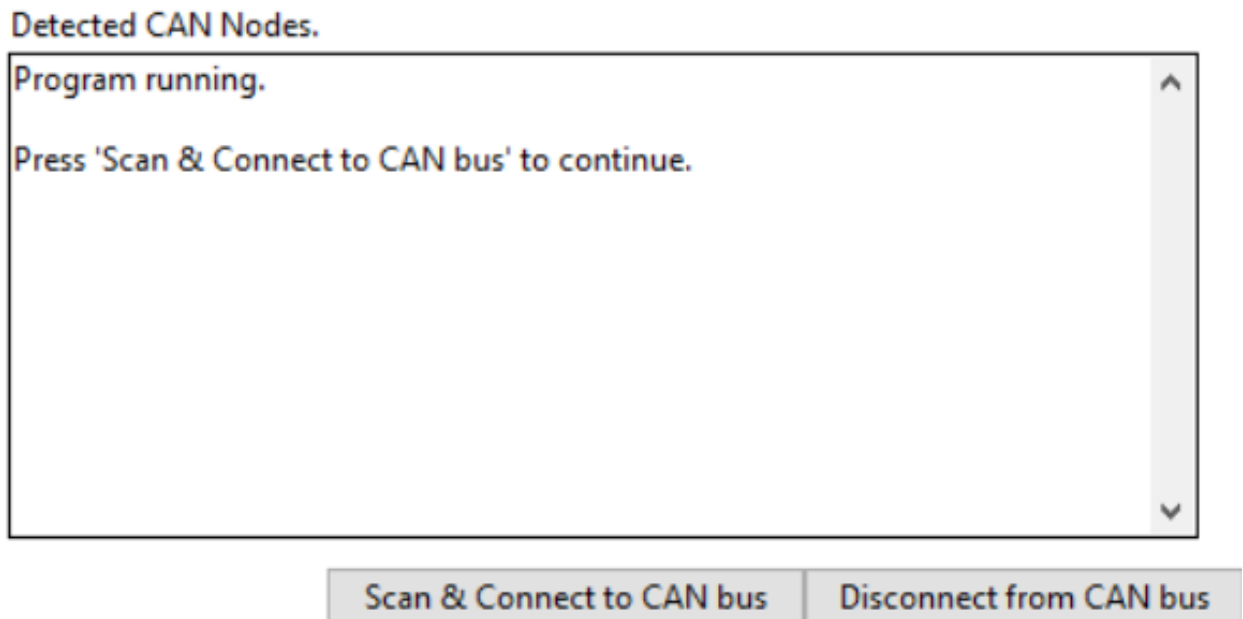 Detected CAN Nodes.
Program running.
Press 'Scan & Connect to CAN bus' to continue.
Scan & Connect to CAN bus
Disconnect from CAN bus